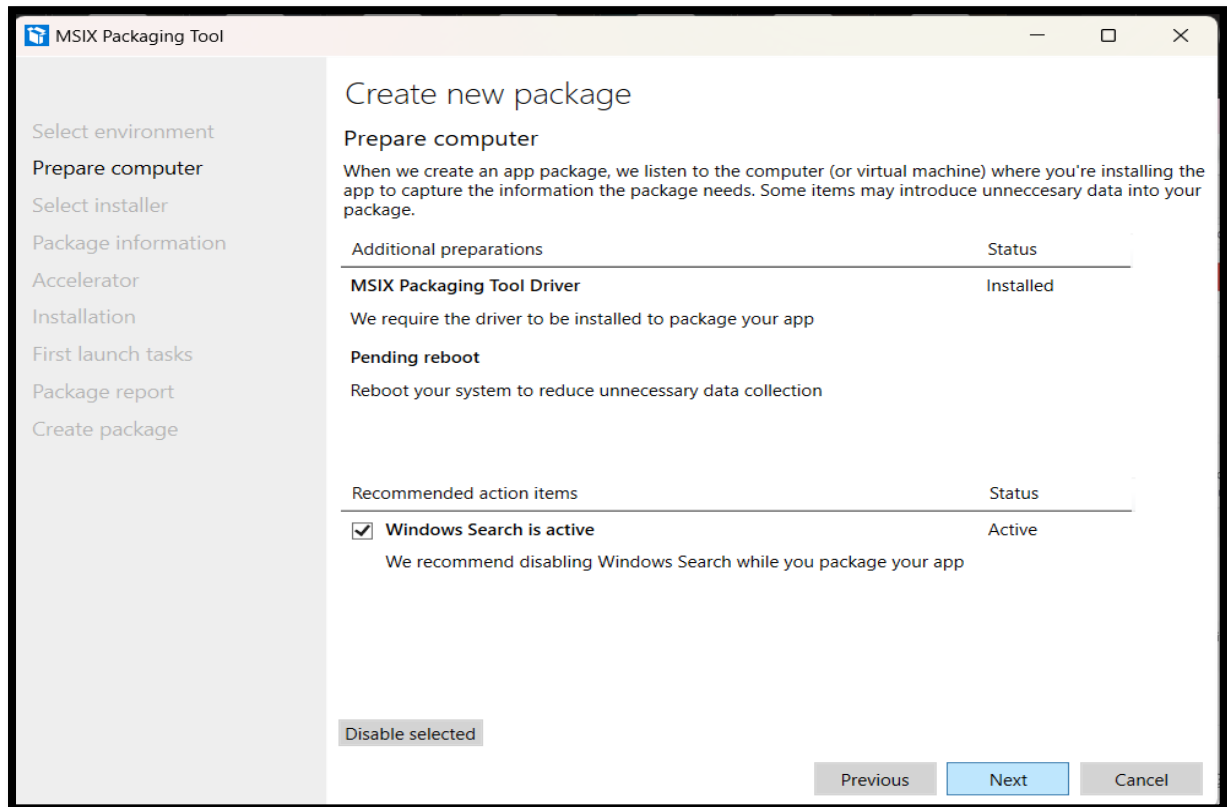 MSIX Packaging Tool
Select environment
Prepare computer
Select installer
Package information
Accelerator
Installation
First launch tasks
Package report
Create package
Create new package
Prepare computer
When we create an app package, we listen to the computer (or virtual machine) where you're installing the
app to capture the information the package needs. Some items may introduce unneccesary data into your
package.
Additional preparations Status
MSIX Packaging Tool Driver Installed
We require the driver to be installed to package your app
Pending reboot
Reboot your system to reduce unnecessary data collection
Recommended action items Status
Windows Search is active Active
We recommend disabling Windows Search while you package your app
Disable selected
Previous Next Cancel